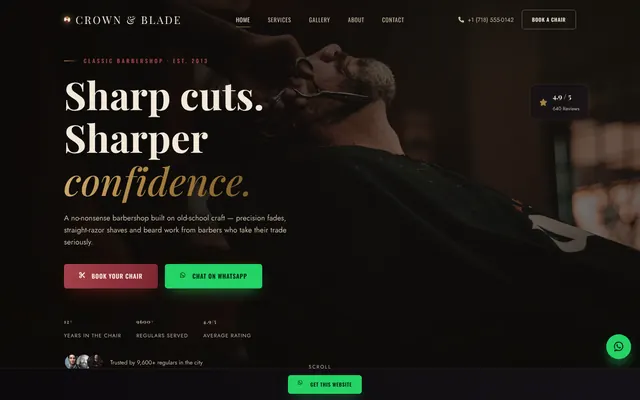 CROWN & BLADE
HOME
SERVICES
GALLERY
ABOUT
CONTACT
+1 (718) 555-0142
BOOK A CHAIR
CLASSIC BARBERSHOP · EST. 2013
Sharp cuts.
Sharper
confidence.
4.9 / 5
640 Reviews
A no-nonsense barbershop built on old-school craft — precision fades,
straight-razor shaves and beard work from barbers who take their trade
seriously.
BOOK YOUR CHAIR
CHAT ON WHATSAPP
YEARS IN THE CHAIR
REGULARS SERVED
AVERAGE RATING
Trusted by 9,600+ regulars in the city
SCROLL
GET THIS WEBSITE